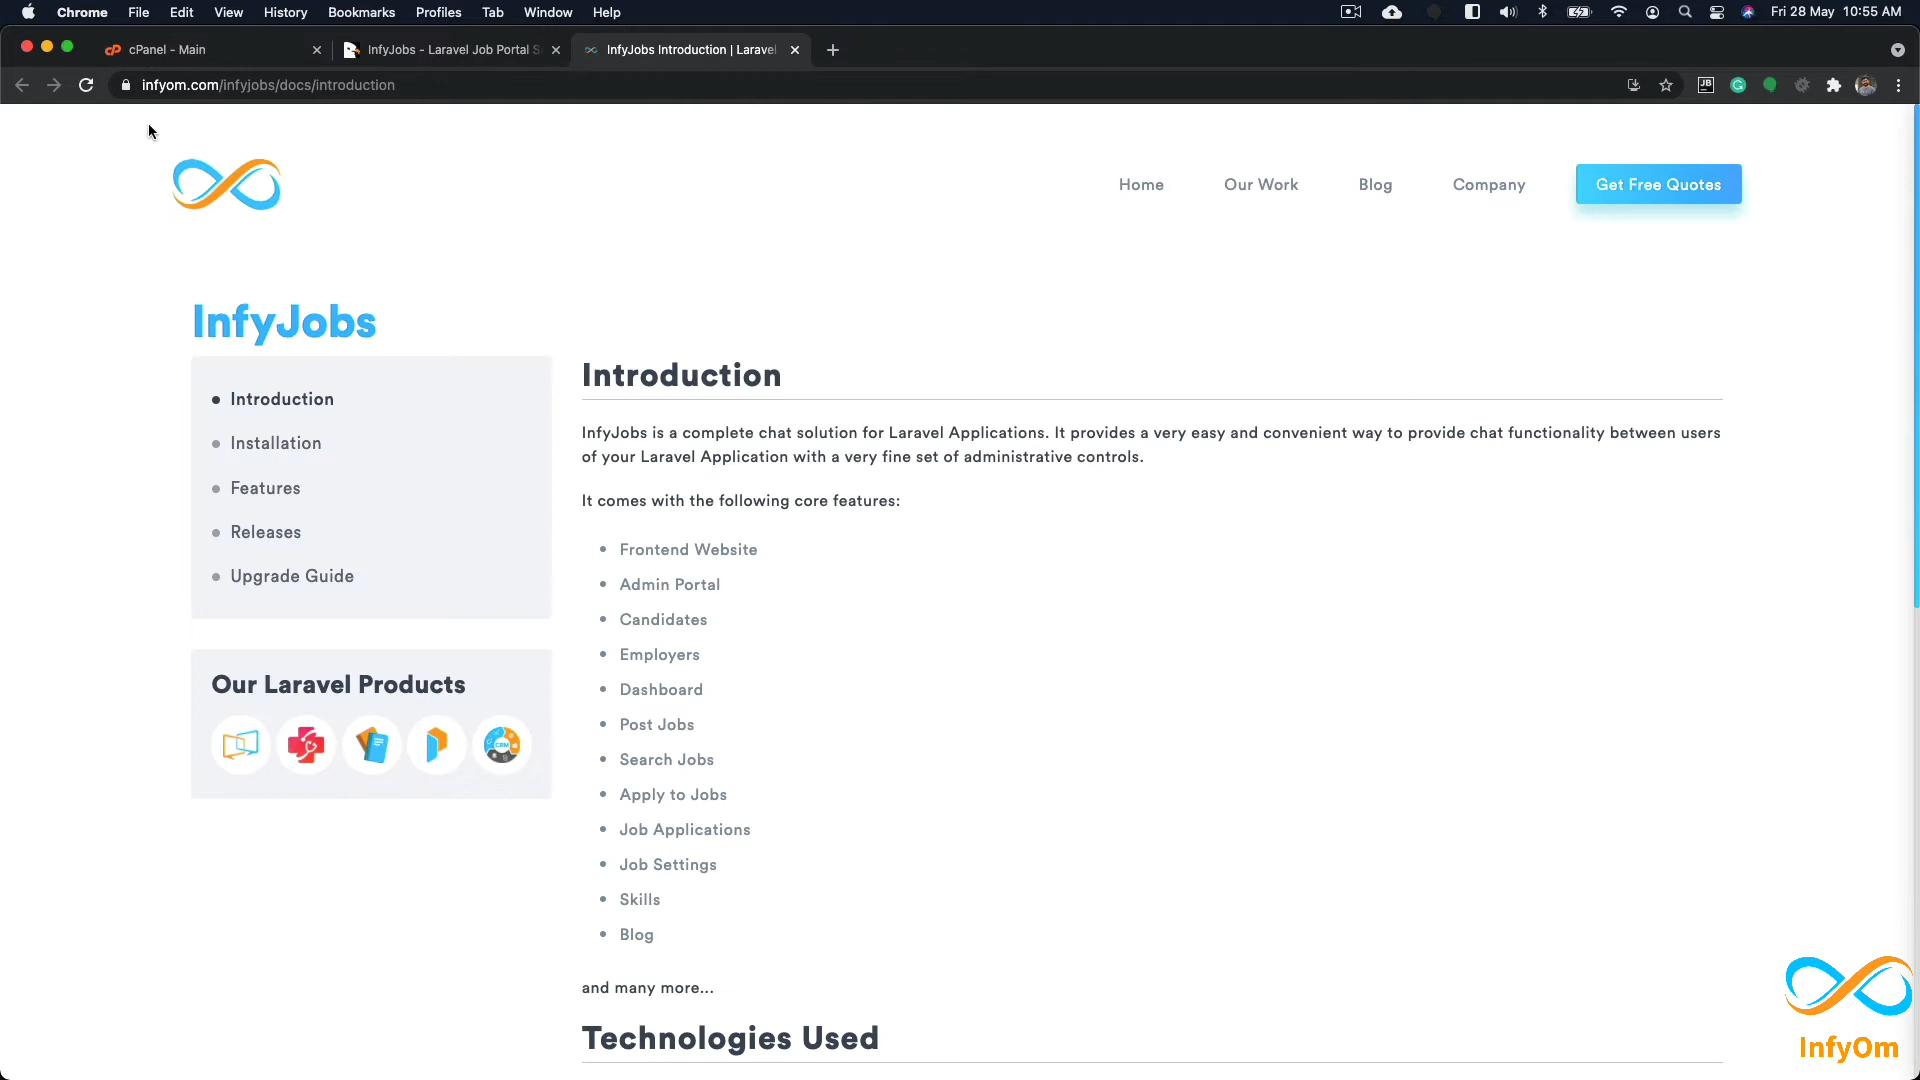 Chrome File Edit View History Bookmarks Profiles Tab Window Help Fri 28 May 10:55 AM
cP cPanel - Main InfyJobs - Laravel Job Portal S InfyJobs Introduction | Laravel
infyom.com/infyjobs/docs/introduction
JB G
Home Our Work Blog Company Get Free Quotes
InfyJobs
Introduction
Installation
Features
Releases
Upgrade Guide
Our Laravel Products
CRM
Introduction
InfyJobs is a complete chat solution for Laravel Applications. It provides a very easy and convenient way to provide chat functionality between users
of your Laravel Application with a very fine set of administrative controls.
It comes with the following core features:
Frontend Website
Admin Portal
Candidates
Employers
Dashboard
Post Jobs
Search Jobs
Apply to Jobs
Job Applications
Job Settings
Skills
Blog
and many more...
Technologies Used
InfyOm